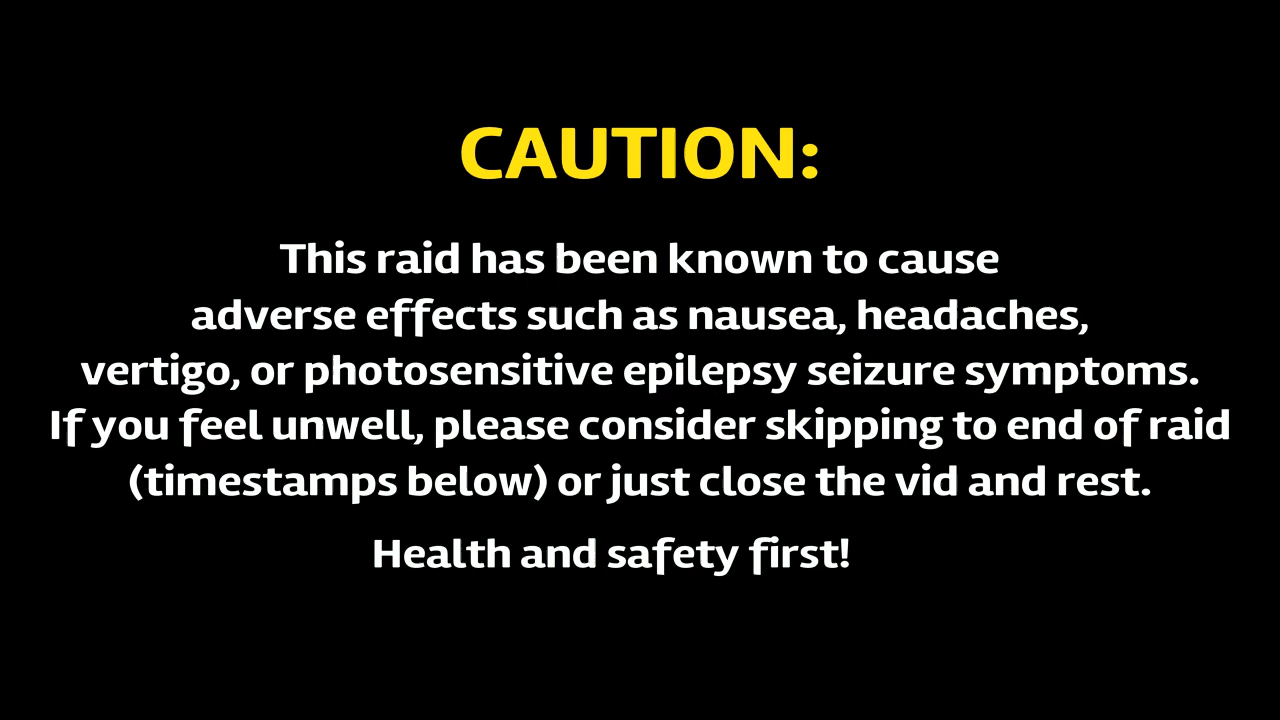 CAUTION:
This raid has been known to cause
adverse effects such as nausea, headaches,
vertigo, or photosensitive epilepsy seizure symptoms.
If you feel unwell, please consider skipping to end of raid
(timestamps below) or just close the vid and rest.
Health and safety first!